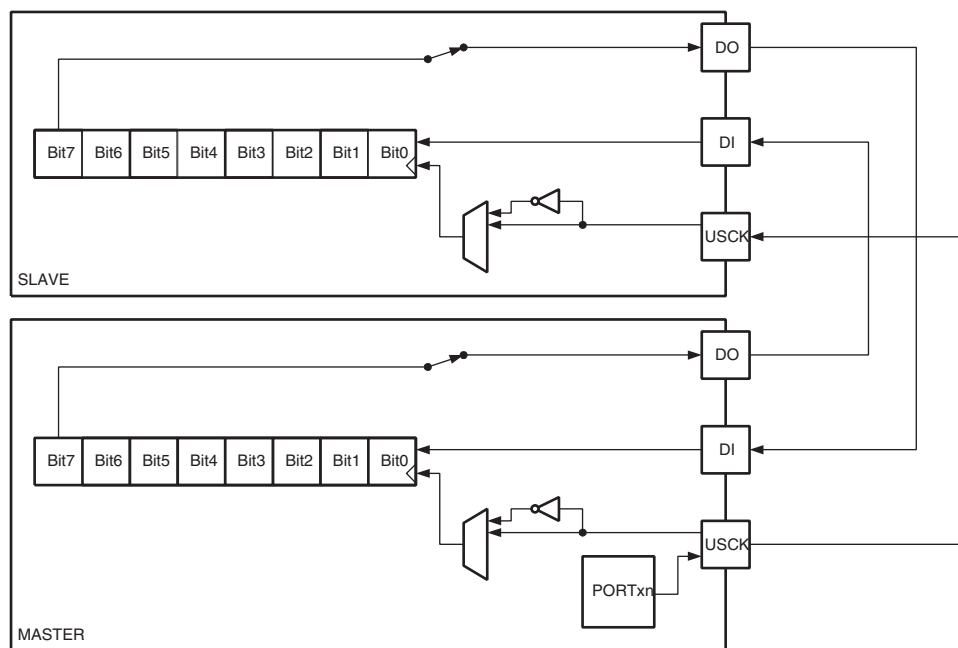 DO
Bit7 Bit6 Bit5 Bit4 Bit3 Bit2 Bit1 Bit0
DI
USCK
SLAVE
DO
Bit7 Bit6 Bit5 Bit4 Bit3 Bit2 Bit1 Bit0
DI
USCK
PORTxn
MASTER